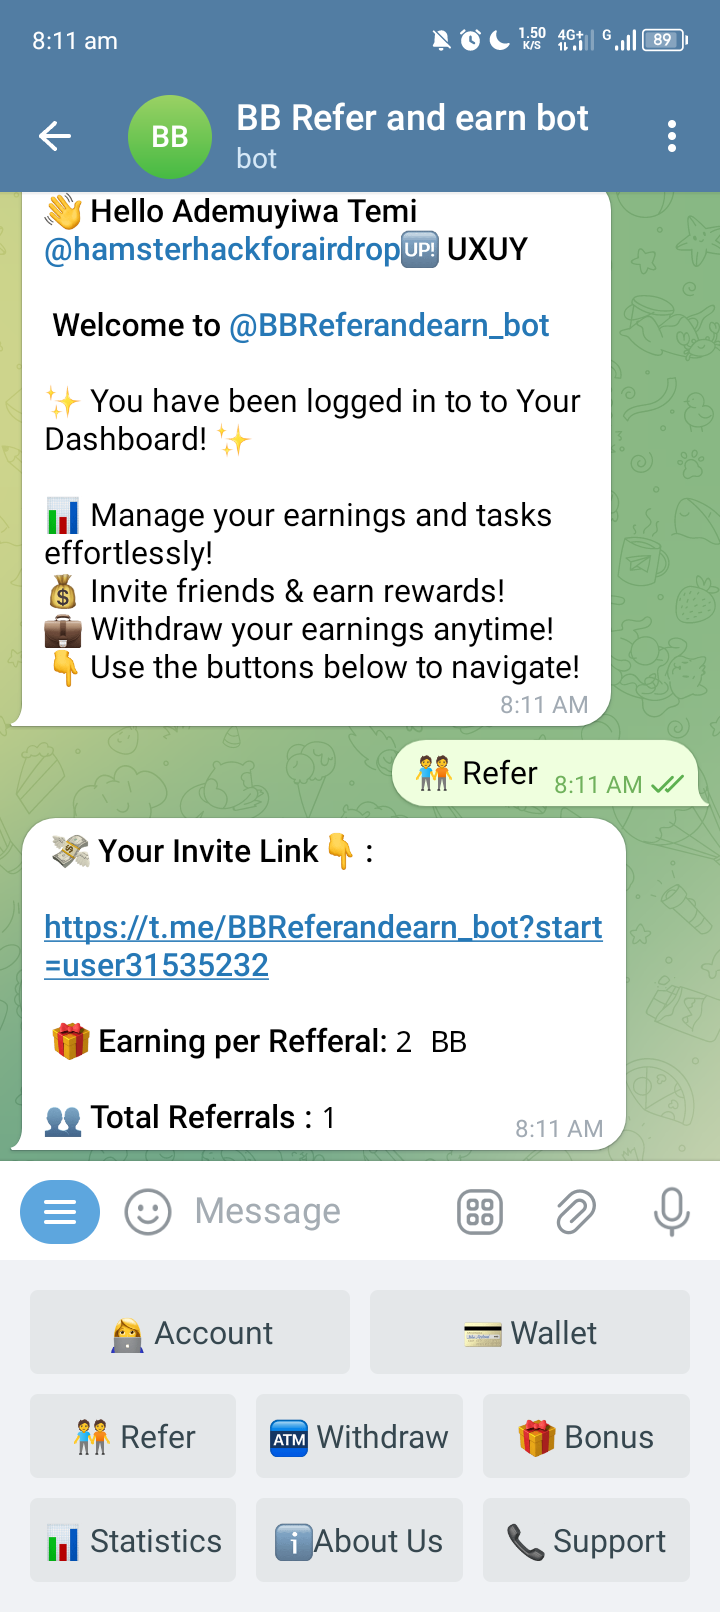 8:11 am
1.50
K/S
4G+
G
89
BB
BB Refer and earn bot
bot
👋 Hello Ademuyiwa Temi
@hamsterhackforairdrop🆙 UXUY
Welcome to @BBReferandearn_bot
✨ You have been logged in to to Your
Dashboard! ✨
📊 Manage your earnings and tasks
effortlessly!
💰 Invite friends & earn rewards!
💼 Withdraw your earnings anytime!
👇 Use the buttons below to navigate!
8:11 AM
🧑‍🤝‍🧑 Refer 8:11 AM
💸 Your Invite Link👇 :
https://t.me/BBReferandearn_bot?start
=user31535232
🎁 Earning per Refferal: 2 BB
👥 Total Referrals : 1
8:11 AM
Message
👩‍💻 Account
💳 Wallet
🧑‍🤝‍🧑 Refer
🏧 Withdraw
🎁 Bonus
📊 Statistics
ℹ️About Us
📞 Support